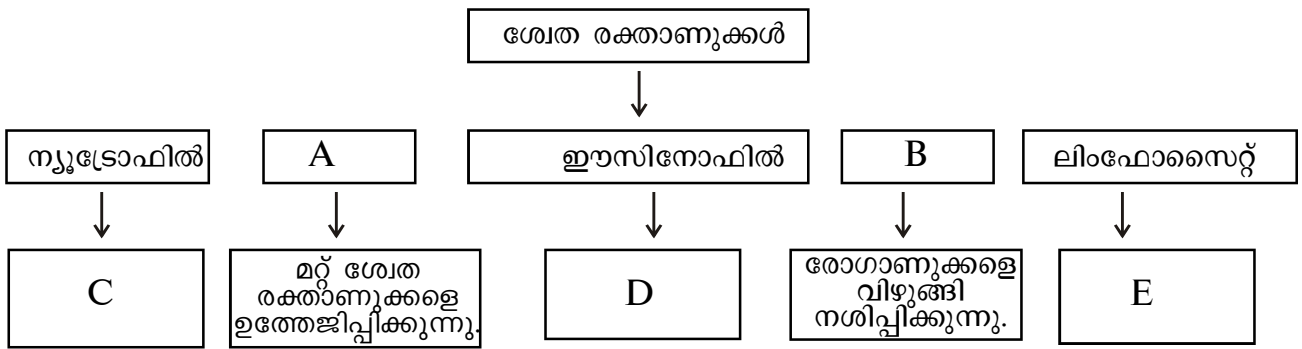 ശ്വേത രക്താണുക്കൾ
ന്യൂട്രോഫിൽ
A
ഈസിനോഫിൽ
B
ലിംഫോസൈറ്റ്
C
മറ്റ് ശ്വേത
രക്താണുക്കളെ
ഉത്തേജിപ്പിക്കുന്നു.
D
രോഗാണുക്കളെ
വിഴുങ്ങി
നശിപ്പിക്കുന്നു.
E